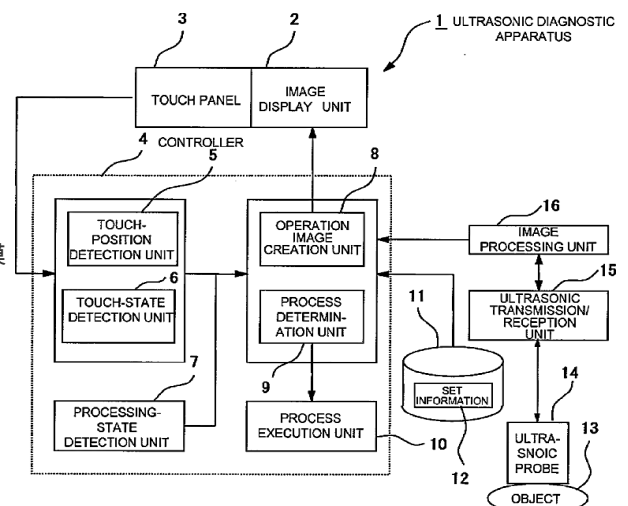 1 ULTRASONIC DIAGNOSTIC
APPARATUS
3
2
TOUCH PANEL
IMAGE
DISPLAY UNIT
4
CONTROLLER
5
8
TOUCH-
POSITION
DETECTION UNIT
OPERATION
IMAGE
CREATION UNIT
16
IMAGE
PROCESSING UNIT
6
TOUCH-STATE
DETECTION UNIT
PROCESS
DETERMIN-
ATION UNIT
9
11
15
ULTRASONIC
TRANSMISSION/
RECEPTION
UNIT
7
PROCESSING-
STATE
DETECTION UNIT
PROCESS
EXECUTION UNIT
10
SET
INFORMATION
12
14
ULTRA-
SNOIC
PROBE
13
OBJECT